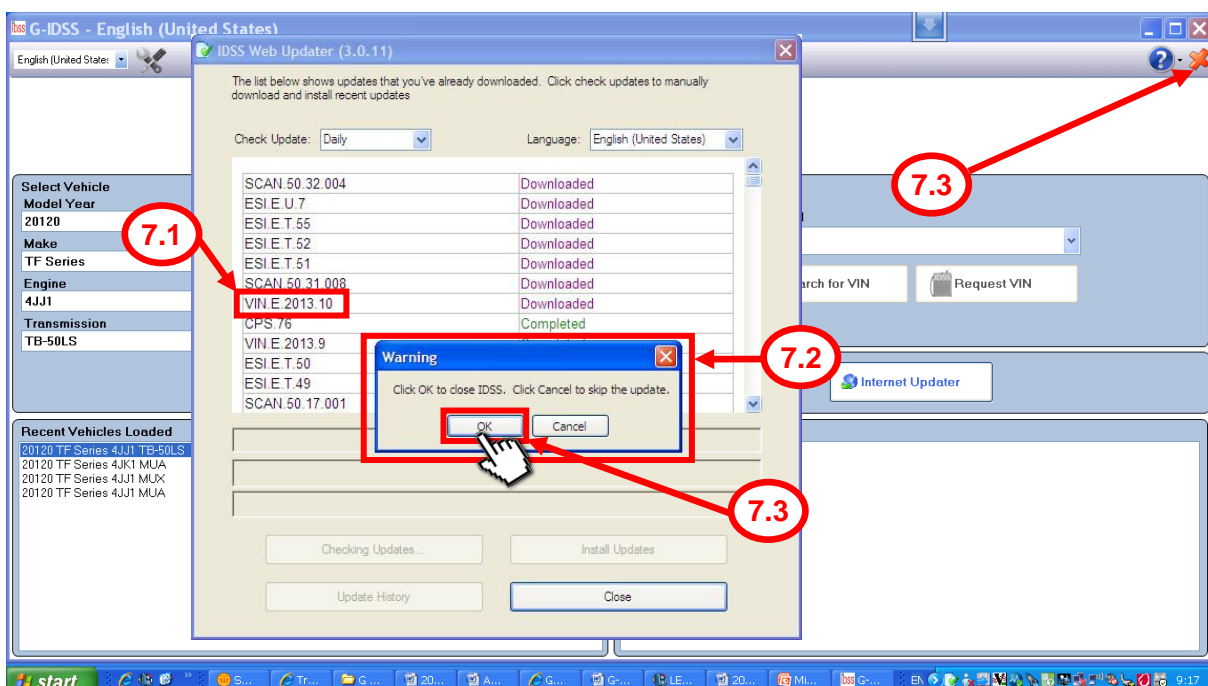 G-IDSS - English (United States)
English (United States
IDSS Web Updater (3.0.11)
The list below shows updates that you've already downloaded. Click check updates to manually
download and install recent updates
Check Update: Daily
Language: English (United States)
SCAN.50.32.004 Downloaded
ESI.E.U.7 Downloaded
ESI.E.T.55 Downloaded
ESI.E.T.52 Downloaded
ESI.E.T.51 Downloaded
SCAN.50.31.008 Downloaded
VIN.E.2013.10 Downloaded
CPS.76 Completed
VIN.E.2013.9
ESI.E.T.50
ESI.E.T.49
SCAN.50.17.001
Warning
Click OK to close IDSS. Click Cancel to skip the update.
OK Cancel
7.1
7.2
7.3
7.3
Select Vehicle
Model Year
20120
Make
TF Series
Engine
4JJ1
Transmission
TB-50LS
arch for VIN
Request VIN
Internet Updater
Recent Vehicles Loaded
20120 TF Series 4JJ1 TB-50LS
20120 TF Series 4JK1 MUA
20120 TF Series 4JJ1 MUX
20120 TF Series 4JJ1 MUA
Checking Updates...
Install Updates
Update History
Close
start S... Tr... G ... 20... A... G... G-... LE... 20... Mi... G-... EN 9:17